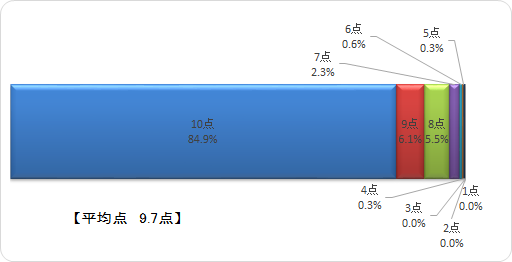 6点
0.6%
5点
0.3%
7点
2.3%
10点
84.9%
9点
6.1%
8点
5.5%
4点
0.3%
3点
0.0%
2点
0.0%
1点
0.0%
【平均点 9.7点】